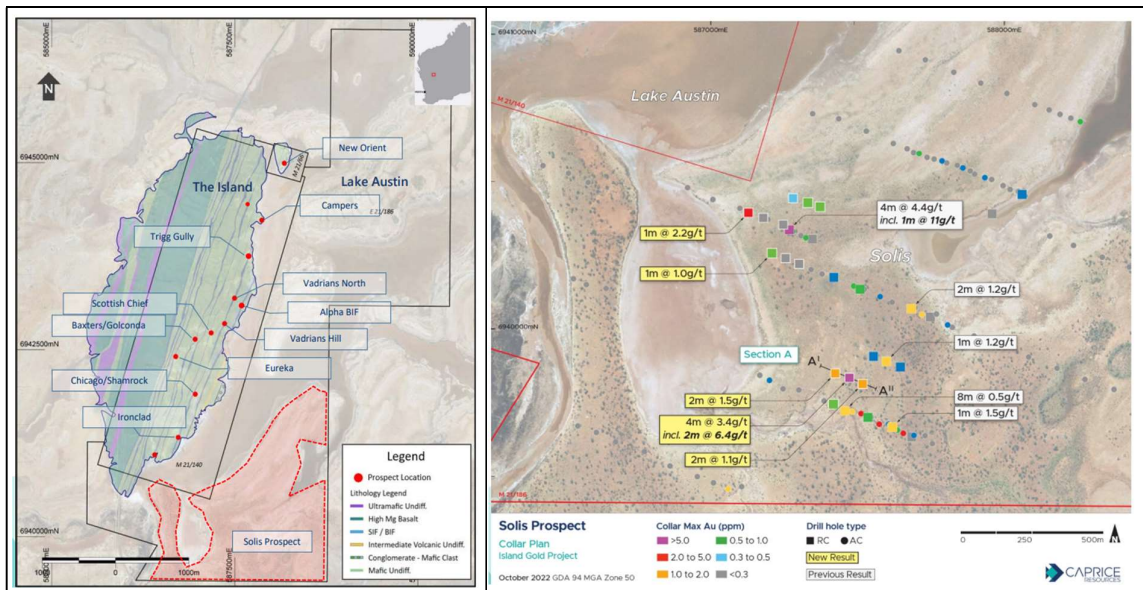 585000mE
587500mE
590000mE
N
6945000mN
New Orient
M 21/66
The Island
Lake Austin
E 21/186
Campers
Trigg Gully
Vadrians North
Scottish Chief
Alpha BIF
Baxters/Golconda
Vadrians Hill
6942500mN
Eureka
Chicago/Shamrock
Ironclad
M 21/140
6940000mN
Solis Prospect
0
1000m
587500mE
Legend
Prospect Location
Lithology Legend
Ultramafic Undiff.
High Mg Basalt
SIF / BIF
Intermediate Volcanic Undiff.
Conglomerate - Mafic Clast
Mafic Undiff.
6941000mN
587000mE
588000mE
Lake Austin
M 21/140
4m @ 4.4g/t
incl. 1m @ 11g/t
1m @ 2.2g/t
Solis
1m @ 1.0g/t
2m @ 1.2g/t
6940000mN
1m @ 1.2g/t
Section A
A'
A"
2m @ 1.5g/t
8m @ 0.5g/t
4m @ 3.4g/t
incl. 2m @ 6.4g/t
1m @ 1.5g/t
2m @ 1.1g/t
M 21/186
Solis Prospect
Collar Plan
Island Gold Project
October 2022 GDA 94 MGA Zone 50
Collar Max Au (ppm)
>5.0
0.5 to 1.0
2.0 to 5.0
0.3 to 0.5
1.0 to 2.0
<0.3
Drill hole type
RC
AC
New Result
Previous Result
0
500m
N
CAPRICE
RESOURCES